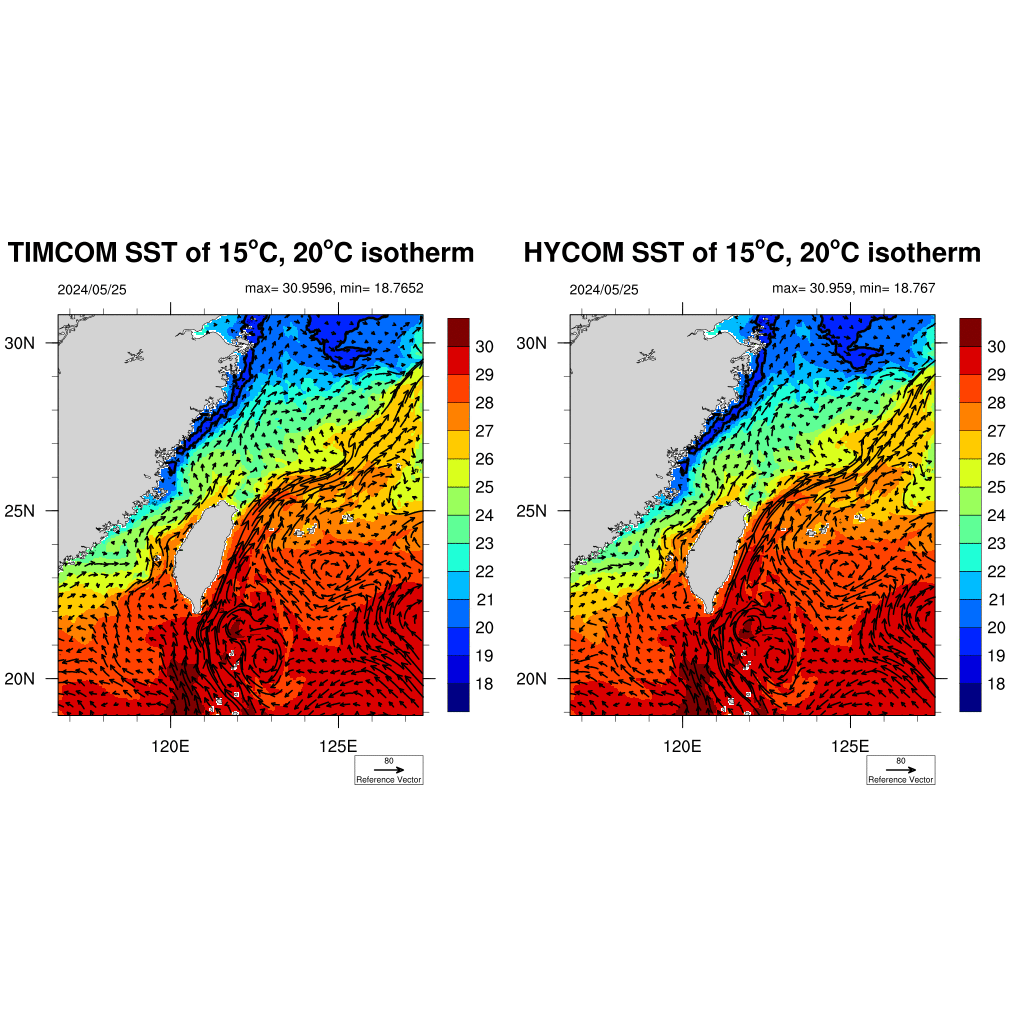 TIMCOM SST of 15°C, 20°C isotherm
2024/05/25
max= 30.9596, min= 18.7652
30N
25N
20N
120E
125E
30
29
28
27
26
25
24
23
22
21
20
19
18
80
Reference Vector
HYCOM SST of 15°C, 20°C isotherm
2024/05/25
max= 30.959, min= 18.767
30N
25N
20N
120E
125E
30
29
28
27
26
25
24
23
22
21
20
19
18
80
Reference Vector